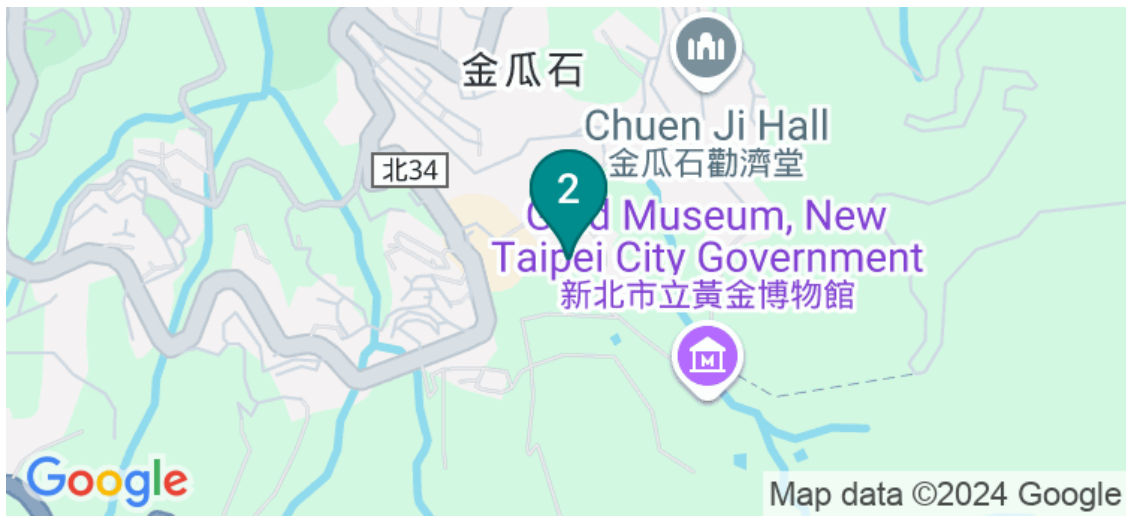 金瓜石
Chuen Ji Hall
金瓜石勸濟堂
北34
2
Gold Museum, New
Taipei City Government
新北市立黃金博物館
M
Google
Map data ©2024 Google